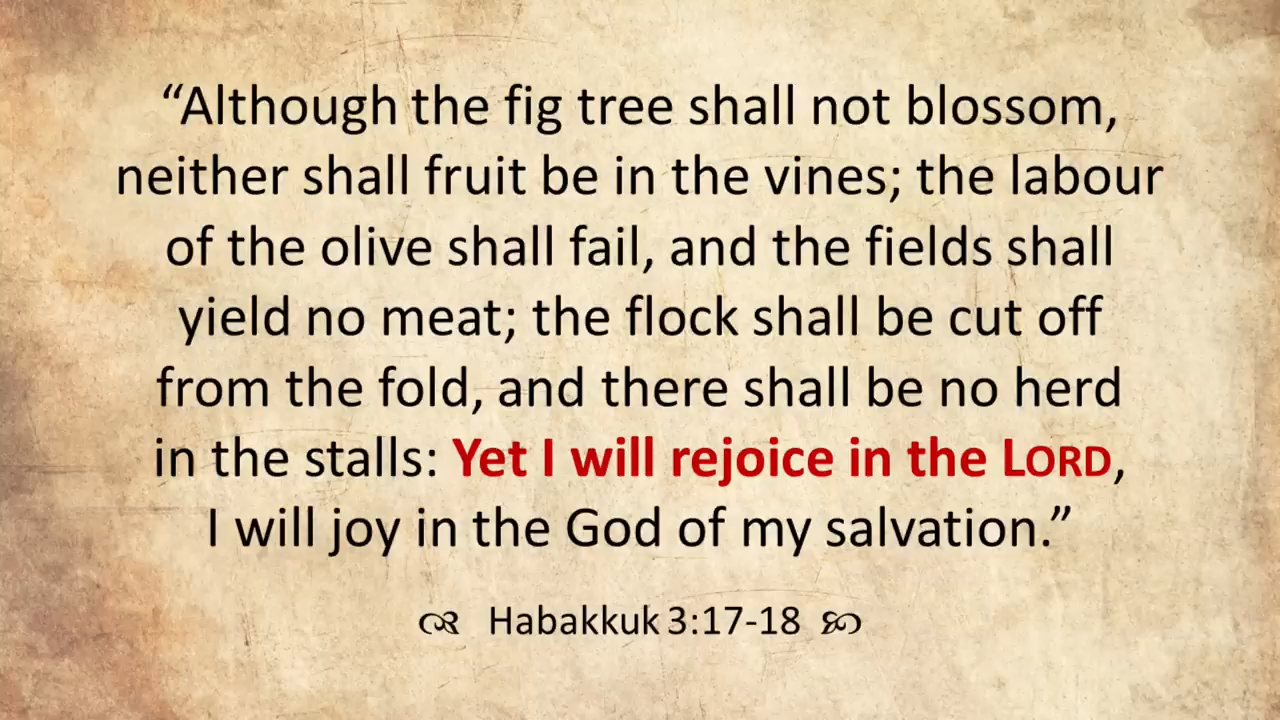 “Although the fig tree shall not blossom,
neither shall fruit be in the vines; the labour
of the olive shall fail, and the fields shall
yield no meat; the flock shall be cut off
from the fold, and there shall be no herd
in the stalls: Yet I will rejoice in the LORD,
I will joy in the God of my salvation.”
Habakkuk 3:17-18